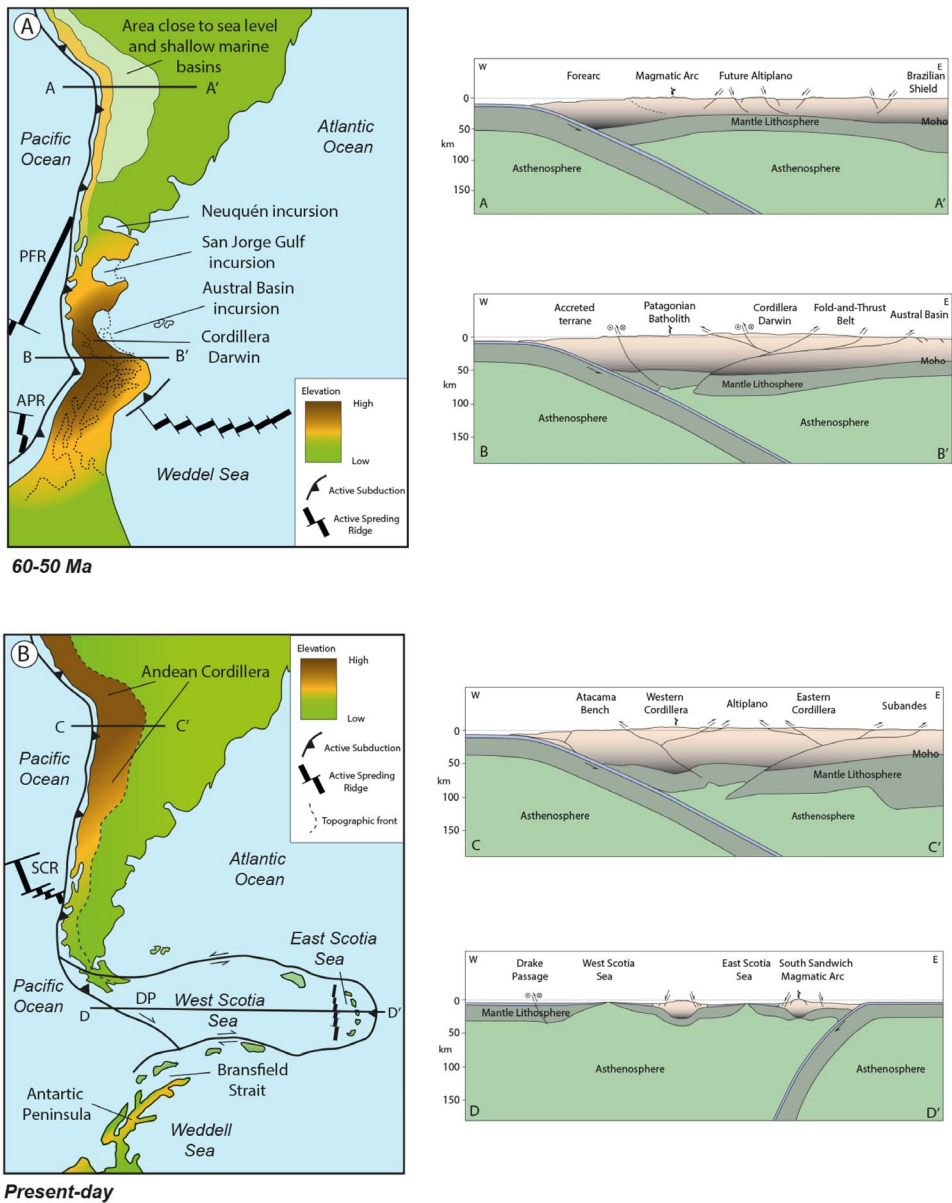 A
Area close to sea level
and shallow marine
basins
A
A'
Pacific
Ocean
Atlantic
Ocean
Neuquén incursion
San Jorge Gulf
incursion
PFR
Austral Basin
incursion
Cordillera
Darwin
B
B'
APR
Weddel Sea
Elevation
High
Low
Active Subduction
Active Spreding
Ridge
60-50 Ma
W
E
Forearc
Magmatic Arc
Future Altiplano
Brazilian
Shield
0
50
km
100
150
Mantle Lithosphere
Moho
Asthenosphere
Asthenosphere
A
A'
W
E
Accreted
terrane
Patagonian
Batholith
Cordillera
Darwin
Fold-and-Thrust
Belt
Austral Basin
0
50
km
100
150
Moho
Mantle Lithosphere
Asthenosphere
Asthenosphere
B
B'
B
Elevation
High
Low
Active Subduction
Active Spreding
Ridge
Topographic front
Andean Cordillera
C
C'
Pacific
Ocean
SCR
Atlantic
Ocean
East Scotia
Sea
Pacific
Ocean
DP
West Scotia
Sea
D
D'
Bransfield
Strait
Antartic
Peninsula
Weddell
Sea
Present-day
W
E
Atacama
Bench
Western
Cordillera
Altiplano
Eastern
Cordillera
Subandes
0
50
km
100
150
Moho
Mantle Lithosphere
Asthenosphere
Asthenosphere
C
C'
W
E
Drake
Passage
West Scotia
Sea
East Scotia
Sea
South Sandwich
Magmatic Arc
0
50
km
100
150
Mantle Lithosphere
Asthenosphere
Asthenosphere
D
D'